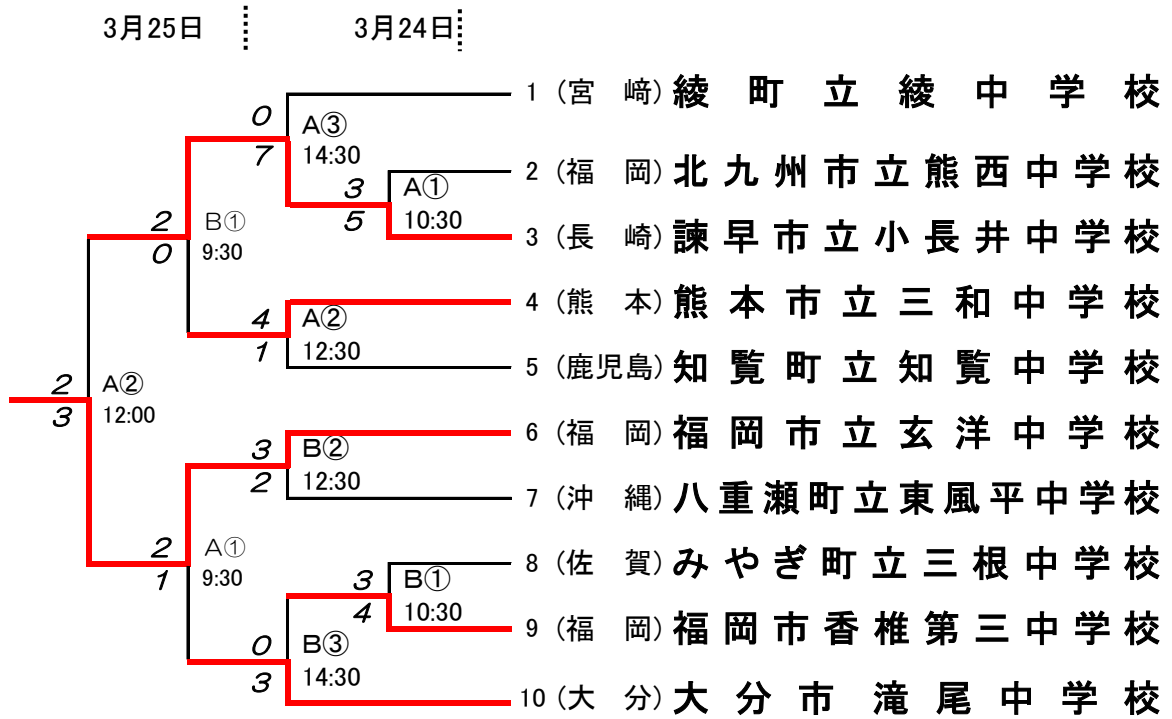 3月25日 3月24日
1 (宮 﨑) 綾町立綾中学校
0 A③
7 14:30
2 (福 岡) 北九州市立熊西中学校
3 A①
5 10:30
3 (長 崎) 諫早市立小長井中学校
2 B①
0 9:30
4 (熊 本) 熊本市立三和中学校
4 A②
1 12:30
5 (鹿児島) 知覧町立知覧中学校
2 A②
3 12:00
6 (福 岡) 福岡市立玄洋中学校
3 B②
2 12:30
7 (沖 縄) 八重瀬町立東風平中学校
2 A①
1 9:30
8 (佐 賀) みやぎ町立三根中学校
3 B①
4 10:30
9 (福 岡) 福岡市香椎第三中学校
0 B③
3 14:30
10 (大 分) 大分市滝尾中学校